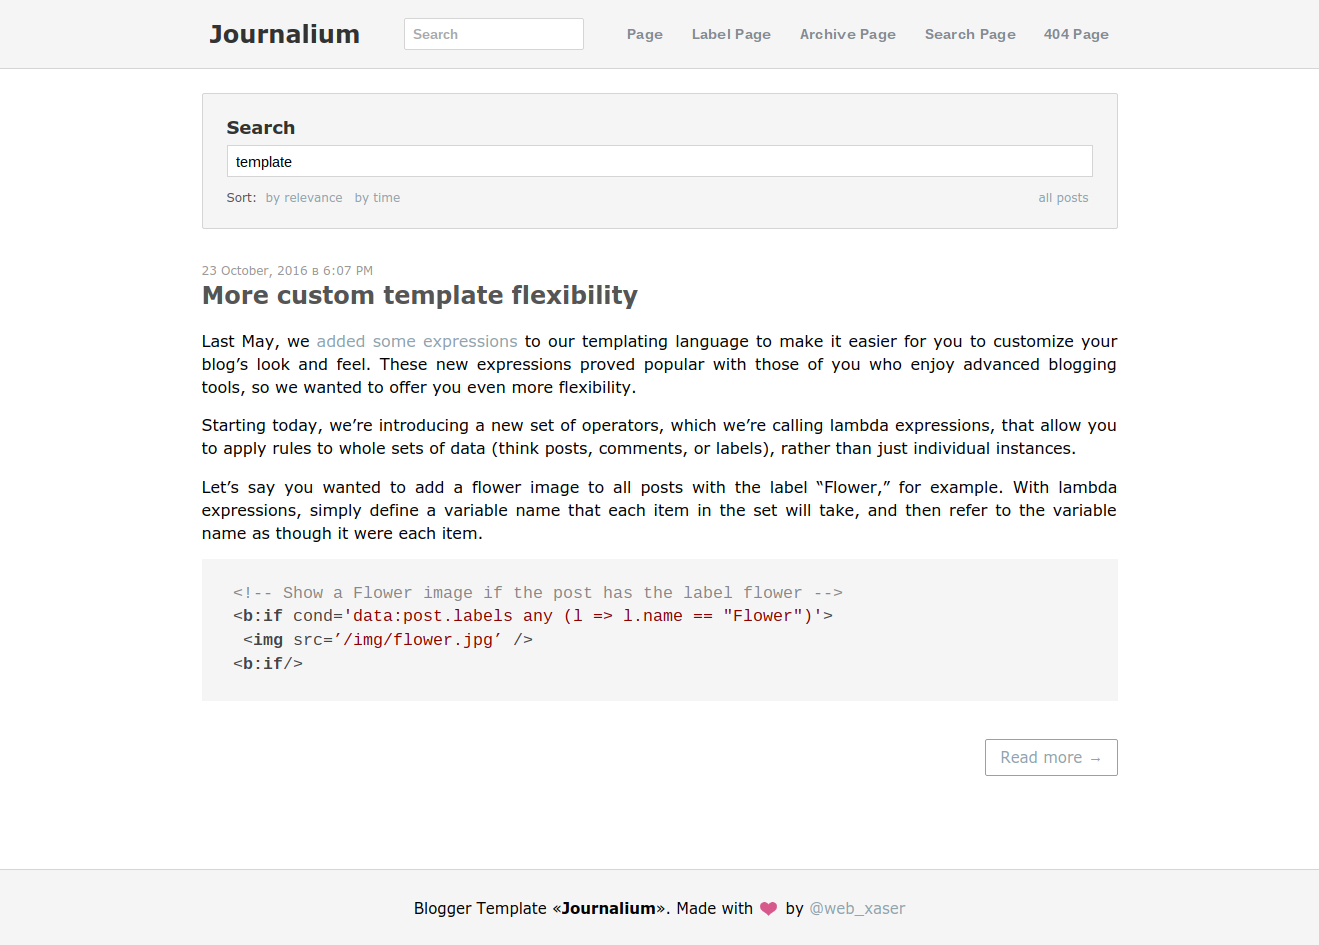 Journalium
Search
Page
Label Page
Archive Page
Search Page
404 Page
Search
template
Sort: by relevance by time
all posts
23 October, 2016 в 6:07 PM
More custom template flexibility
Last May, we added some expressions to our templating language to make it easier for you to customize your
blog’s look and feel. These new expressions proved popular with those of you who enjoy advanced blogging
tools, so we wanted to offer you even more flexibility.
Starting today, we’re introducing a new set of operators, which we’re calling lambda expressions, that allow you
to apply rules to whole sets of data (think posts, comments, or labels), rather than just individual instances.
Let’s say you wanted to add a flower image to all posts with the label “Flower,” for example. With lambda
expressions, simply define a variable name that each item in the set will take, and then refer to the variable
name as though it were each item.
<!-- Show a Flower image if the post has the label flower -->
<b:if cond='data:post.labels any (l => l.name == "Flower")'>
 <img src=’/img/flower.jpg’ />
<b:if/>
Read more →
Blogger Template «Journalium». Made with ❤ by @web_xaser